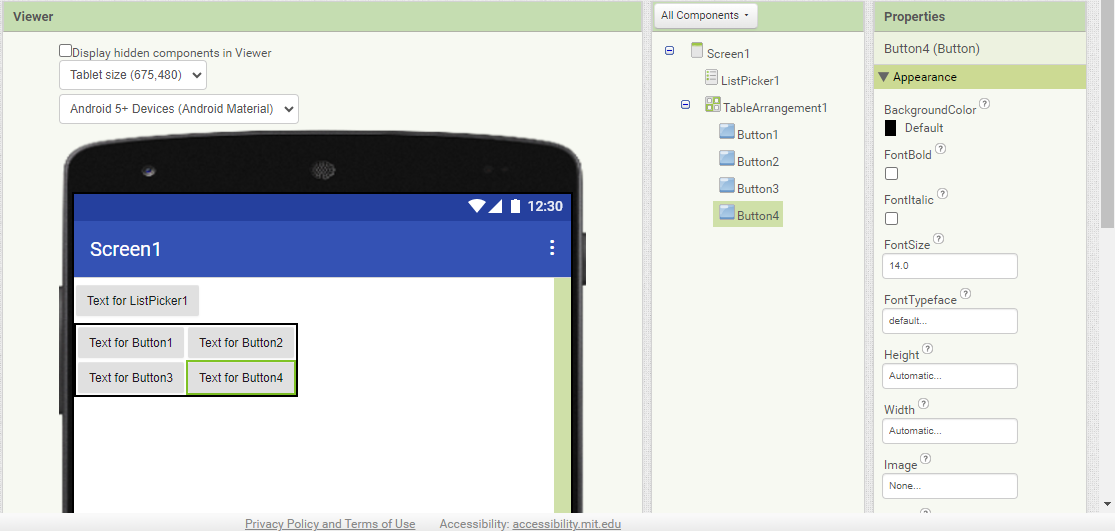 Viewer
Display hidden components in Viewer
Tablet size (675,480)
Android 5+ Devices (Android Material)
12:30
Screen1
Text for ListPicker1
Text for Button1 Text for Button2
Text for Button3 Text for Button4
All Components
Screen1
ListPicker1
TableArrangement1
Button1
Button2
Button3
Button4
Properties
Button4 (Button)
Appearance
BackgroundColor ?
Default
FontBold ?
FontItalic ?
FontSize ?
14.0
FontTypeface ?
default...
Height ?
Automatic...
Width ?
Automatic...
Image ?
None...
Privacy Policy and Terms of Use Accessibility: accessibility.mit.edu